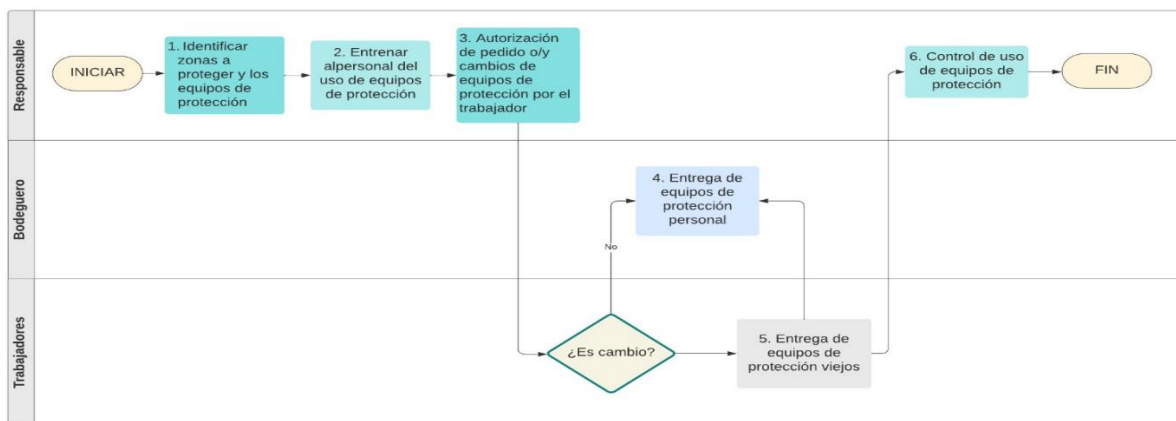 Responsable
INICIAR
1. Identificar
zonas a
proteger y los
equipos de
protección
2. Entrenar
alpersonal del
uso de equipos
de protección
3. Autorización
de pedido o/y
cambios de
equipos de
protección por el
trabajador
6. Control de uso
de equipos de
protección
FIN
Bodeguero
4. Entrega de
equipos de
protección
personal
No
Trabajadores
¿Es cambio?
5. Entrega de
equipos de
protección viejos